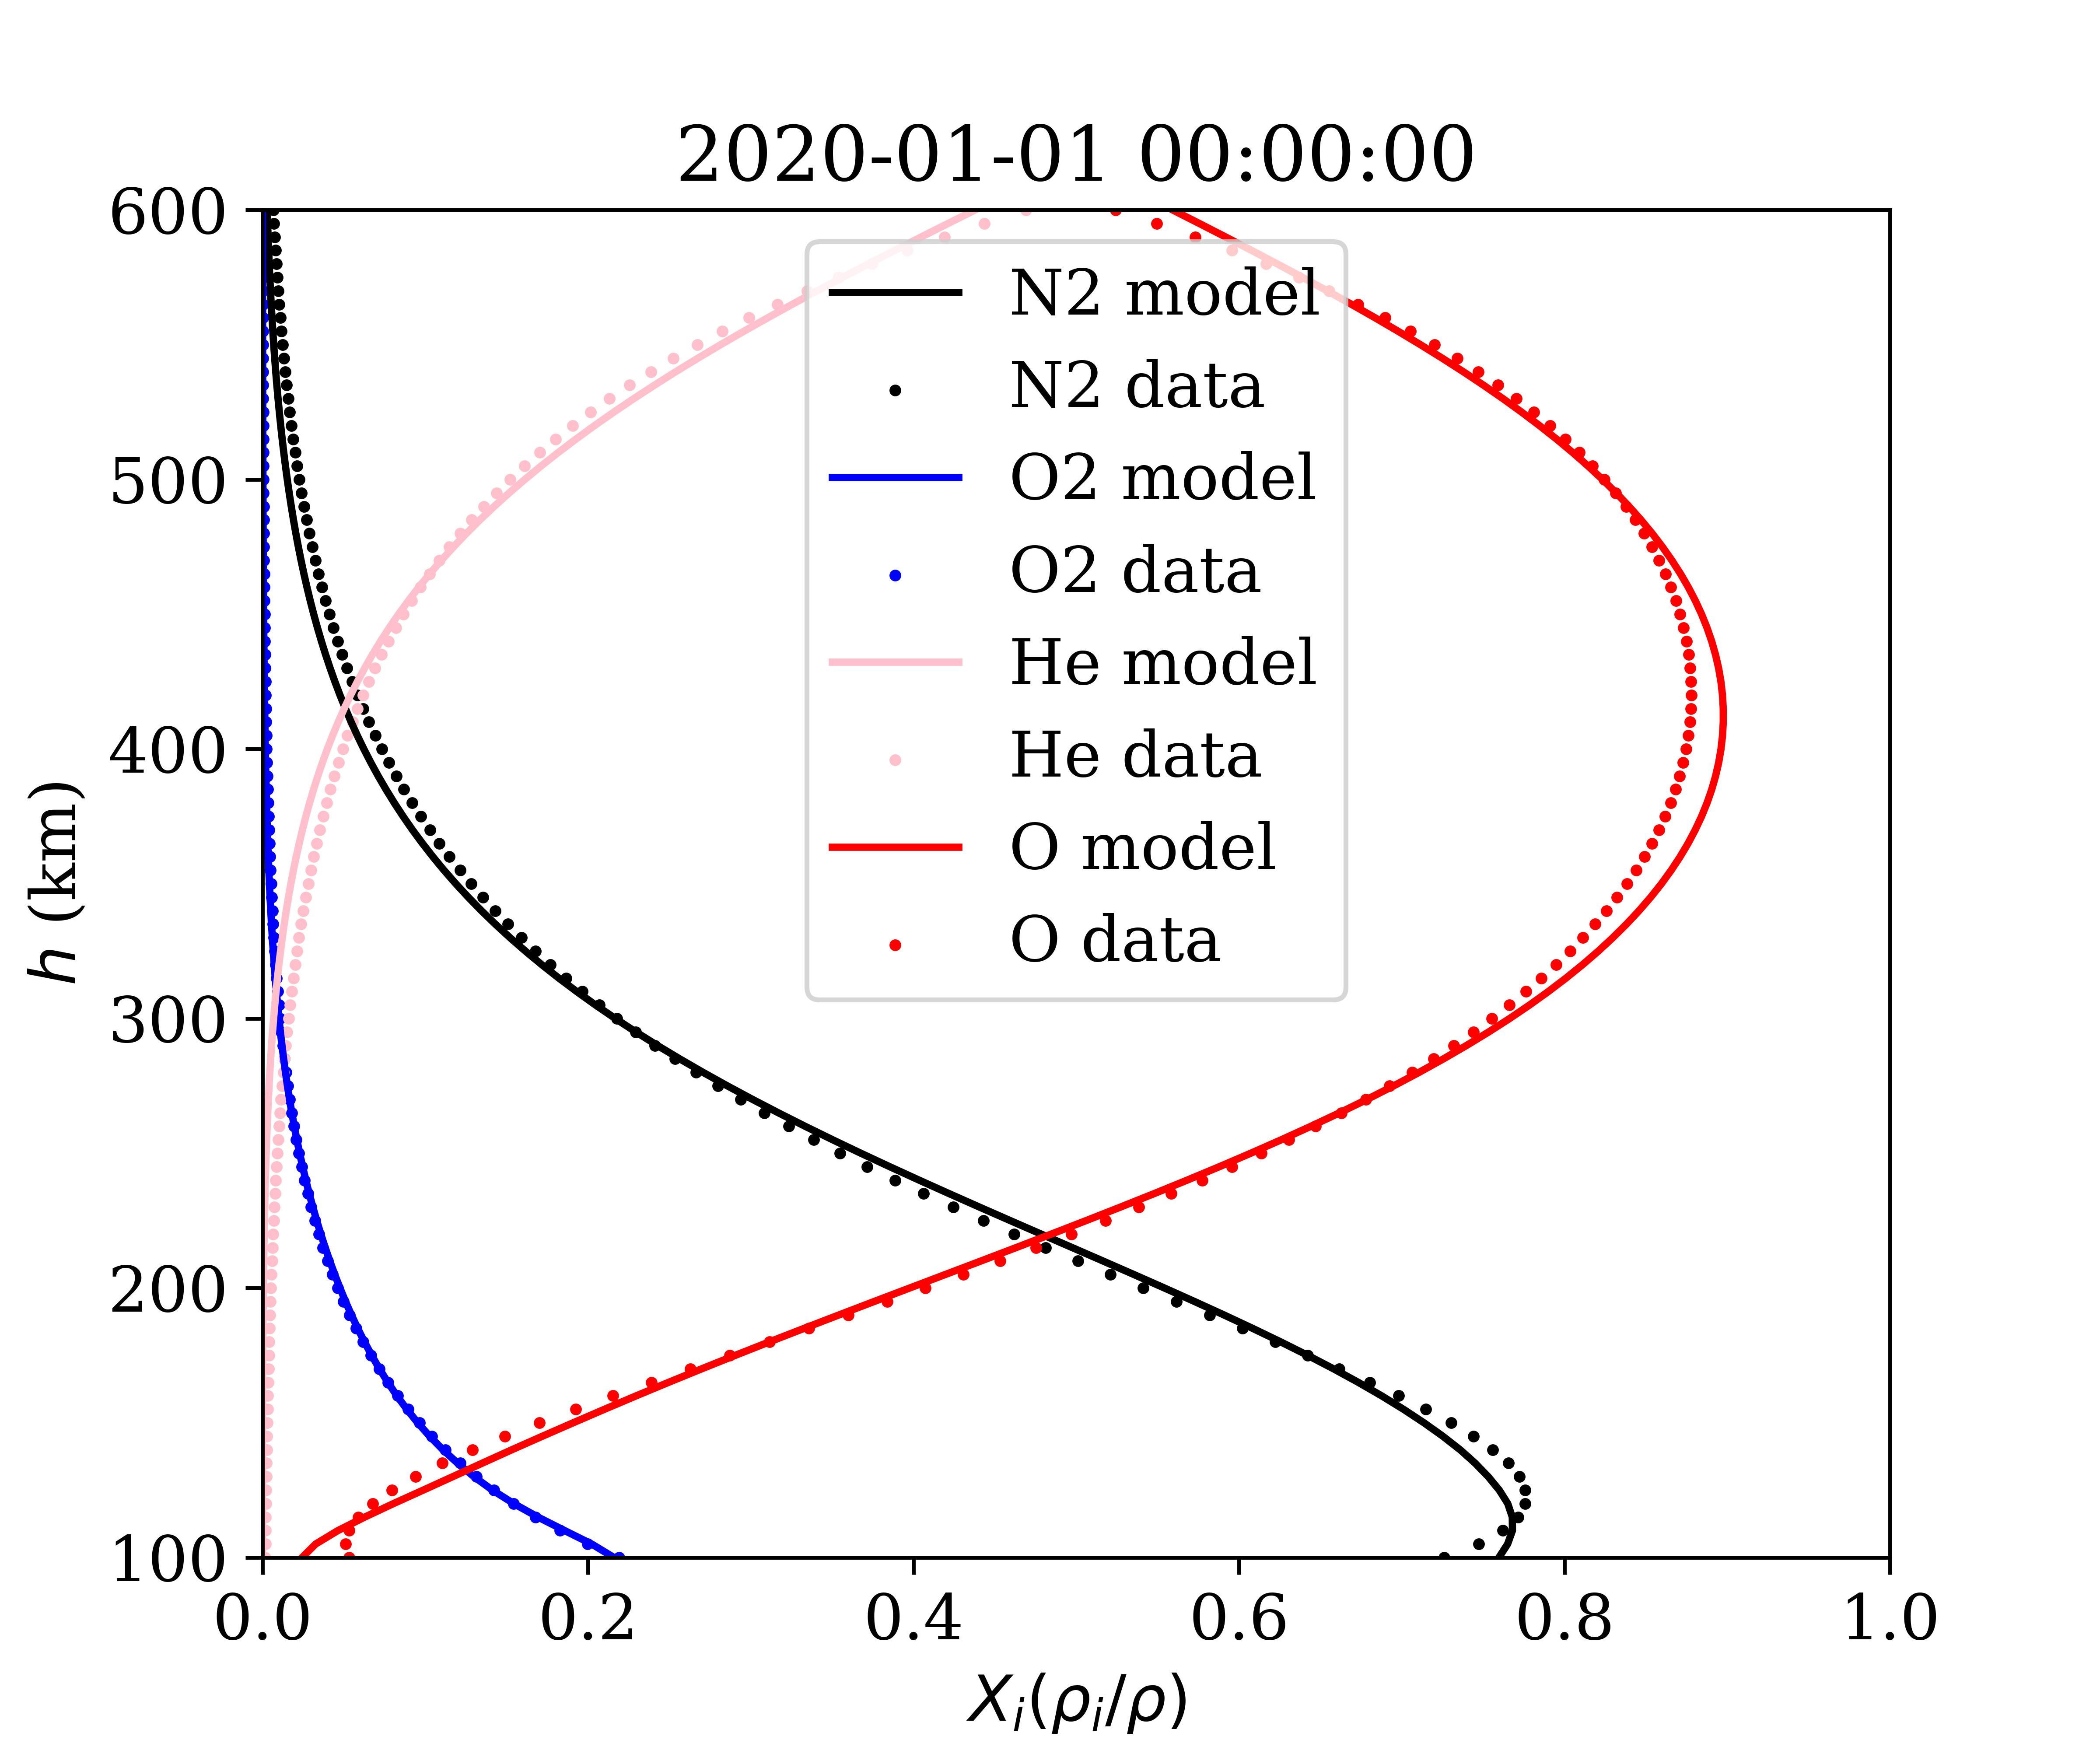 2020-01-01 00:00:00
600
500
400
300
200
100
h (km)
N2 model
N2 data
O2 model
O2 data
He model
He data
O model
O data
0.0 0.2 0.4 0.6 0.8 1.0
X_i(ρ_i/ρ)